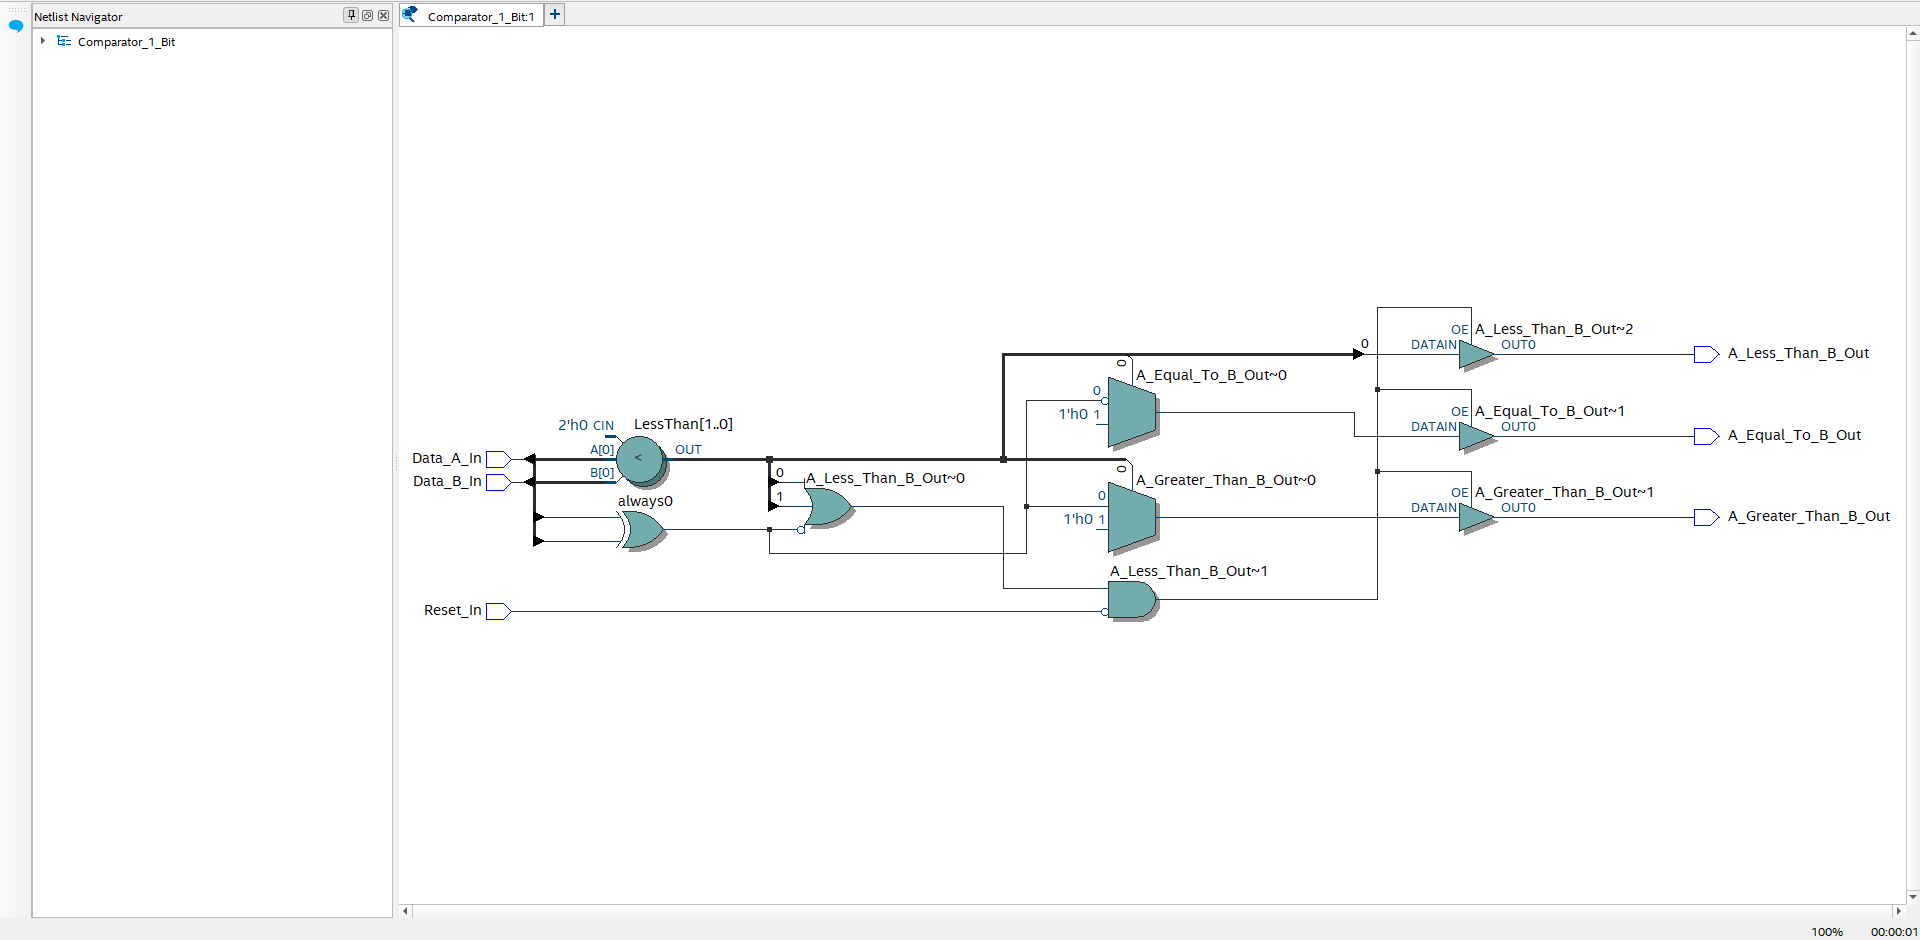 Netlist Navigator
Comparator_1_Bit:1
Comparator_1_Bit
OE A_Less_Than_B_Out~2
0 DATAIN OUT0 A_Less_Than_B_Out
0 A_Equal_To_B_Out~0
0
1'h0 1
OE A_Equal_To_B_Out~1
DATAIN OUT0 A_Equal_To_B_Out
2'h0 CIN LessThan[1..0]
Data_A_In A[0] < OUT
Data_B_In B[0]
0 A_Less_Than_B_Out~0
1
0 A_Greater_Than_B_Out~0
0
1'h0 1
OE A_Greater_Than_B_Out~1
DATAIN OUT0 A_Greater_Than_B_Out
always0
A_Less_Than_B_Out~1
Reset_In
100% 00:00:01